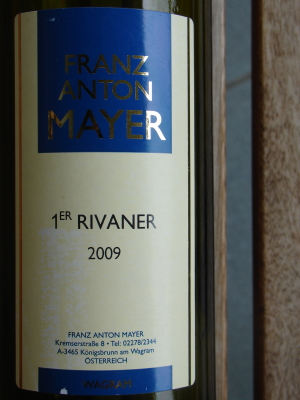 FRANZ
ANTON
MAYER
1ER RIVANER
2009
FRANZ ANTON MAYER
Kremserstraße 8 • Tel: 02278/2344
A-3465 Königsbrunn am Wagram
ÖSTERREICH
WAGRAM